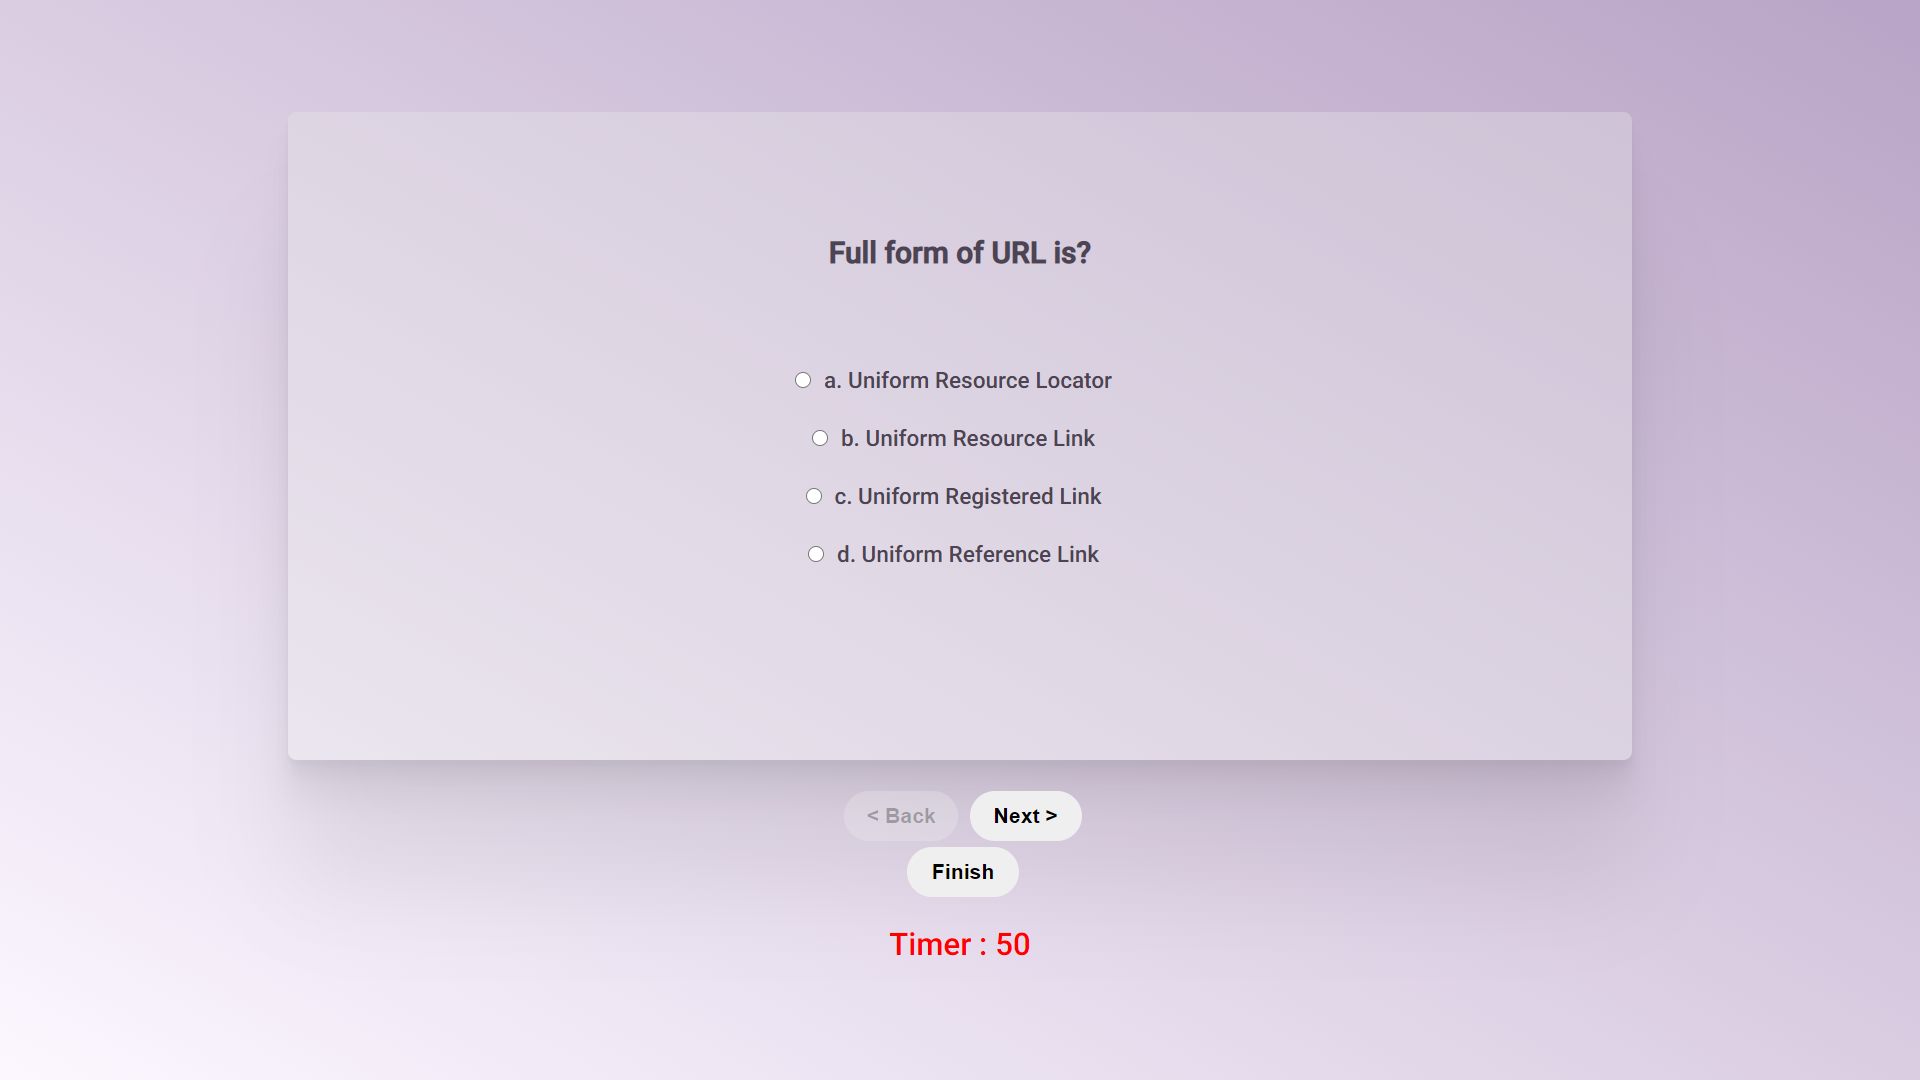 Full form of URL is?
a. Uniform Resource Locator
b. Uniform Resource Link
c. Uniform Registered Link
d. Uniform Reference Link
< Back Next >
Finish
Timer : 50